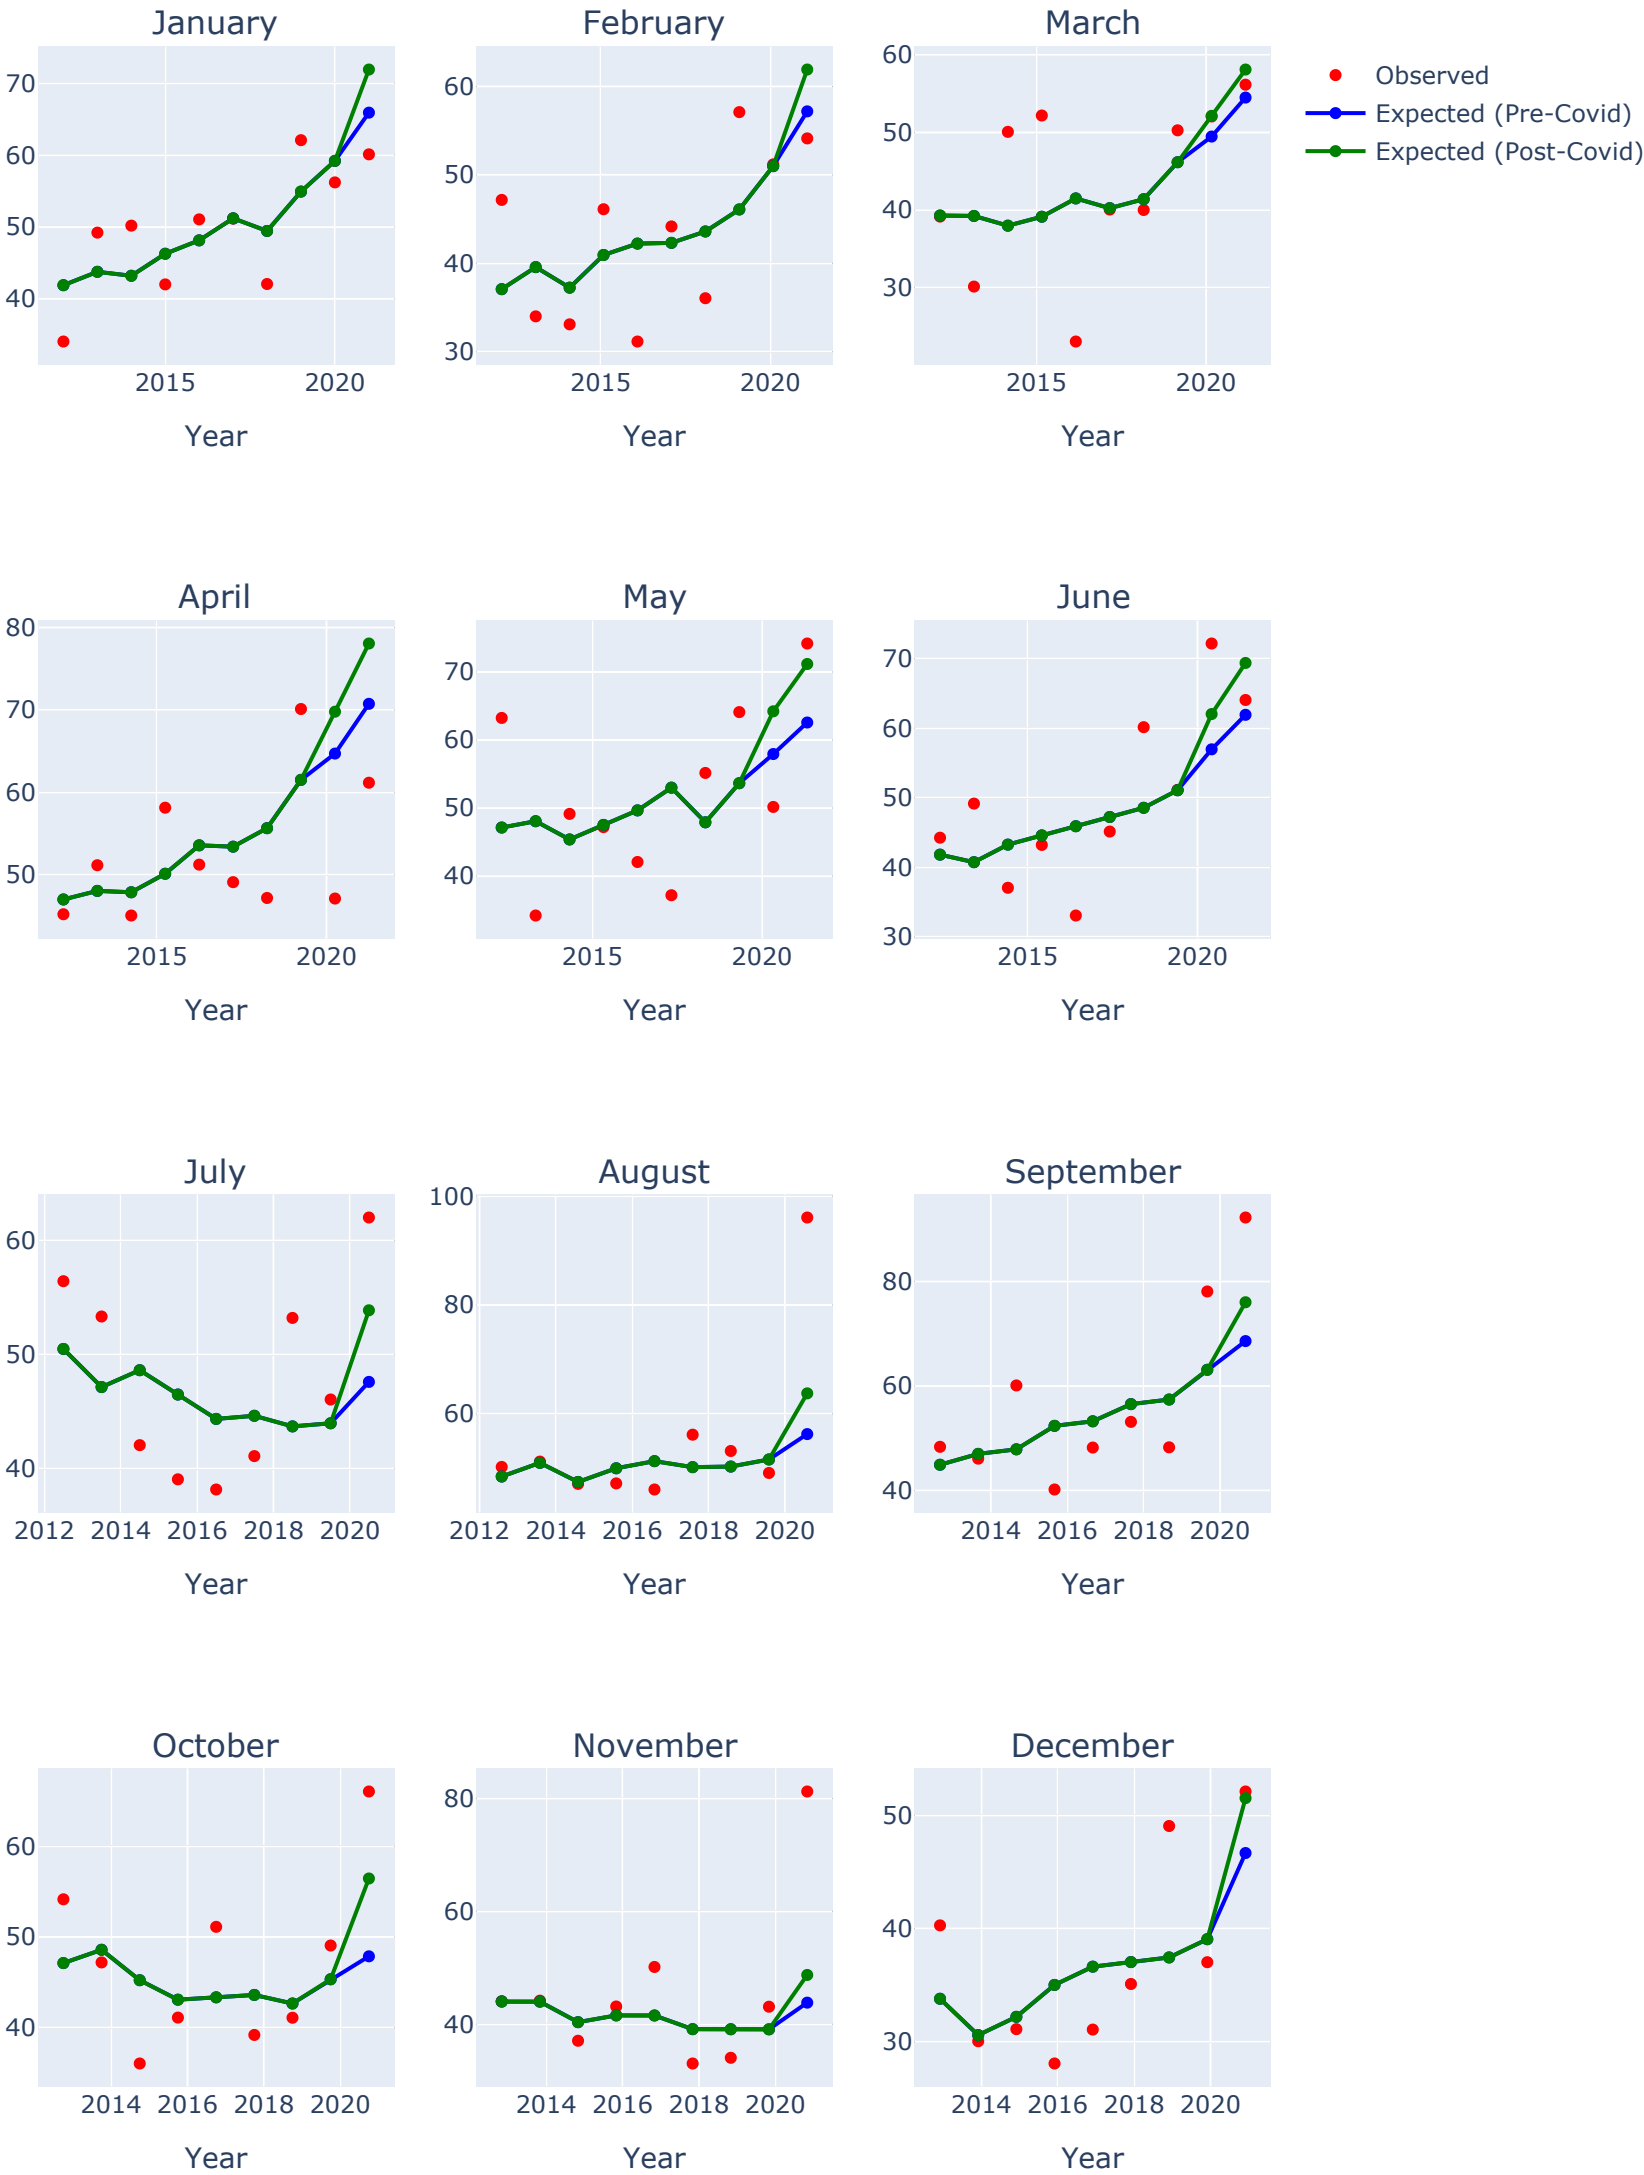 January
February
March
70
60
50
40
2015
2020
Year
60
50
40
30
2015
2020
Year
60
50
40
30
2015
2020
Year
Observed
Expected (Pre-Covid)
Expected (Post-Covid)
April
May
June
80
70
60
50
2015
2020
Year
70
60
50
40
2015
2020
Year
70
60
50
40
30
2015
2020
Year
July
August
September
60
50
40
2012 2014 2016 2018 2020
Year
100
80
60
2012 2014 2016 2018 2020
Year
80
60
40
2014 2016 2018 2020
Year
October
November
December
60
50
40
2014 2016 2018 2020
Year
80
60
40
2014 2016 2018 2020
Year
50
40
30
2014 2016 2018 2020
Year